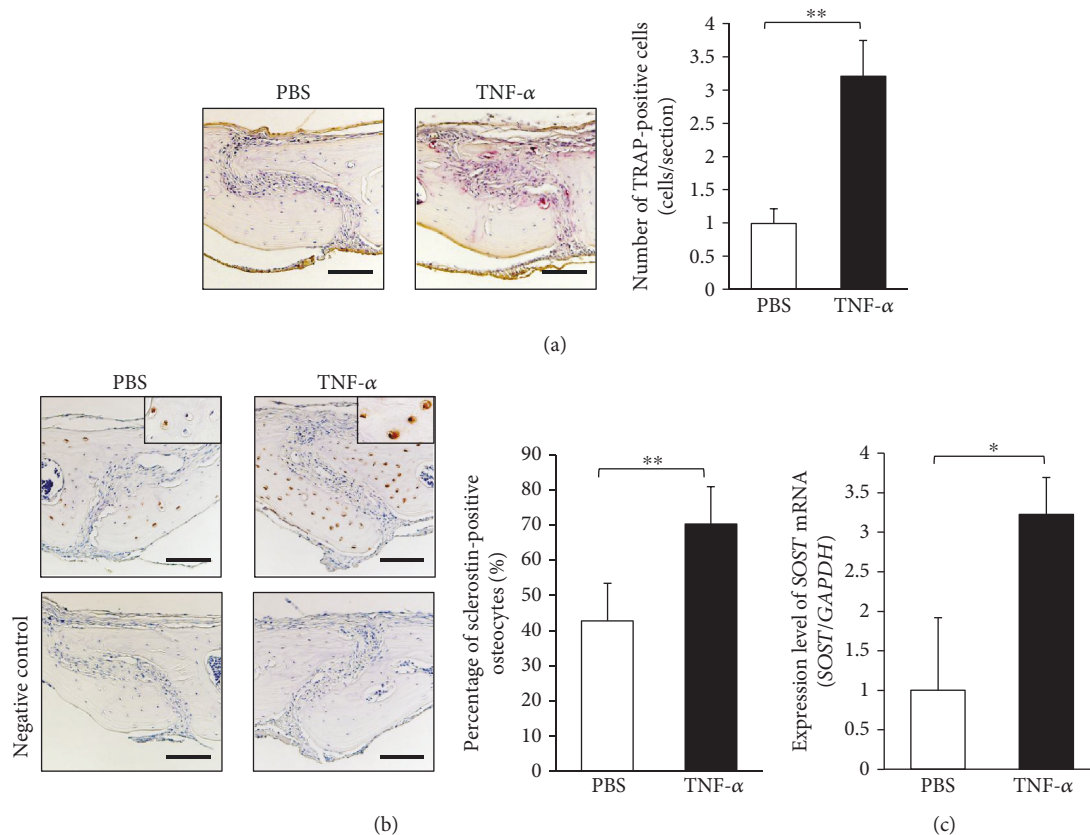 PBS
TNF-α
Number of TRAP-positive cells
(cells/section)
4
3.5
3
2.5
2
1.5
1
0.5
0
**
PBS
TNF-α
(a)
PBS
TNF-α
Negative control
Percentage of sclerostin-positive
osteocytes (%)
90
80
70
60
50
40
30
20
10
0
**
PBS
TNF-α
(b)
Expression level of SOST mRNA
(SOST/GAPDH)
4
3.5
3
2.5
2
1.5
1
0.5
0
*
PBS
TNF-α
(c)